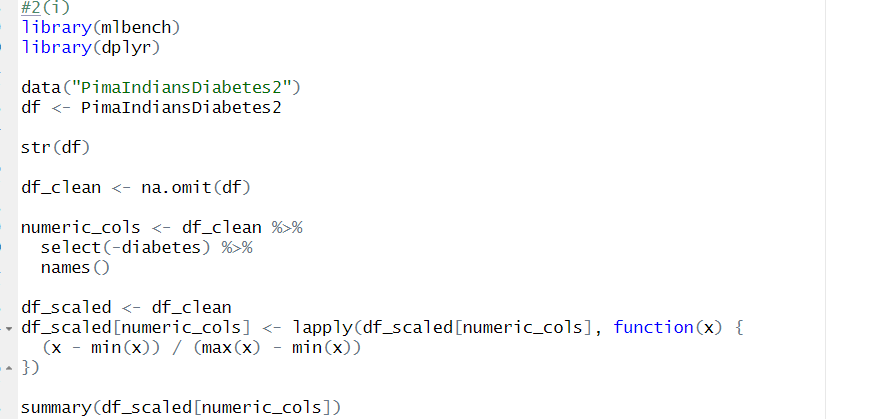 #2(i)
library(mlbench)
library(dplyr)
data("PimaIndiansDiabetes2")
df <- PimaIndiansDiabetes2
str(df)
df_clean <- na.omit(df)
numeric_cols <- df_clean %>%
  select(-diabetes) %>%
  names()
df_scaled <- df_clean
df_scaled[numeric_cols] <- lapply(df_scaled[numeric_cols], function(x) {
  (x - min(x)) / (max(x) - min(x))
})
summary(df_scaled[numeric_cols])